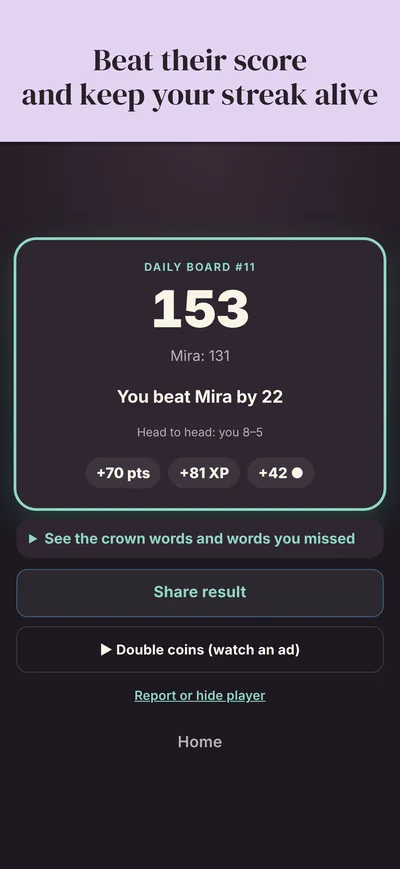 Beat their score
and keep your streak alive
DAILY BOARD #11
153
Mira: 131
You beat Mira by 22
Head to head: you 8–5
+70 pts +81 XP +42
▶ See the crown words and words you missed
Share result
▶ Double coins (watch an ad)
Report or hide player
Home